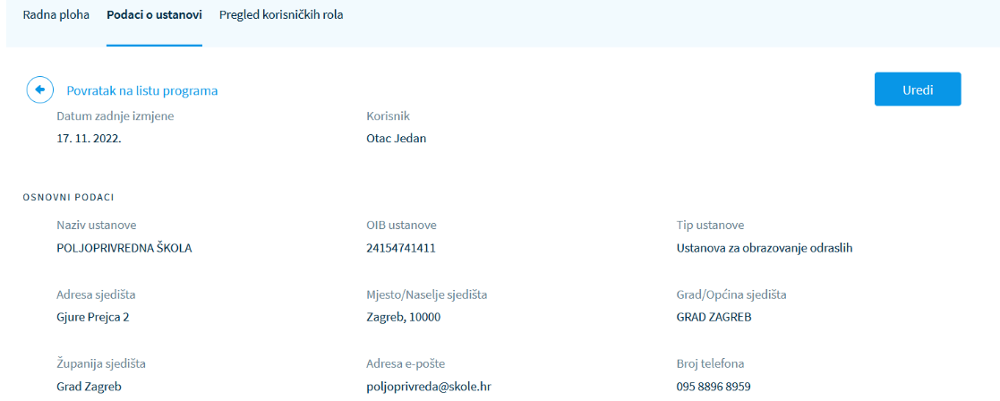 Radna ploha Podaci o ustanovi Pregled korisničkih rola
Povratak na listu programa Uredi
Datum zadnje izmjene Korisnik
17. 11. 2022. Otac Jedan
OSNOVNI PODACI
Naziv ustanove OIB ustanove Tip ustanove
POLJOPRIVREDNA ŠKOLA 24154741411 Ustanova za obrazovanje odraslih
Adresa sjedišta Mjesto/Naselje sjedišta Grad/Općina sjedišta
Gjure Prejca 2 Zagreb, 10000 GRAD ZAGREB
Županija sjedišta Adresa e-pošte Broj telefona
Grad Zagreb poljoprivreda@skole.hr 095 8896 8959